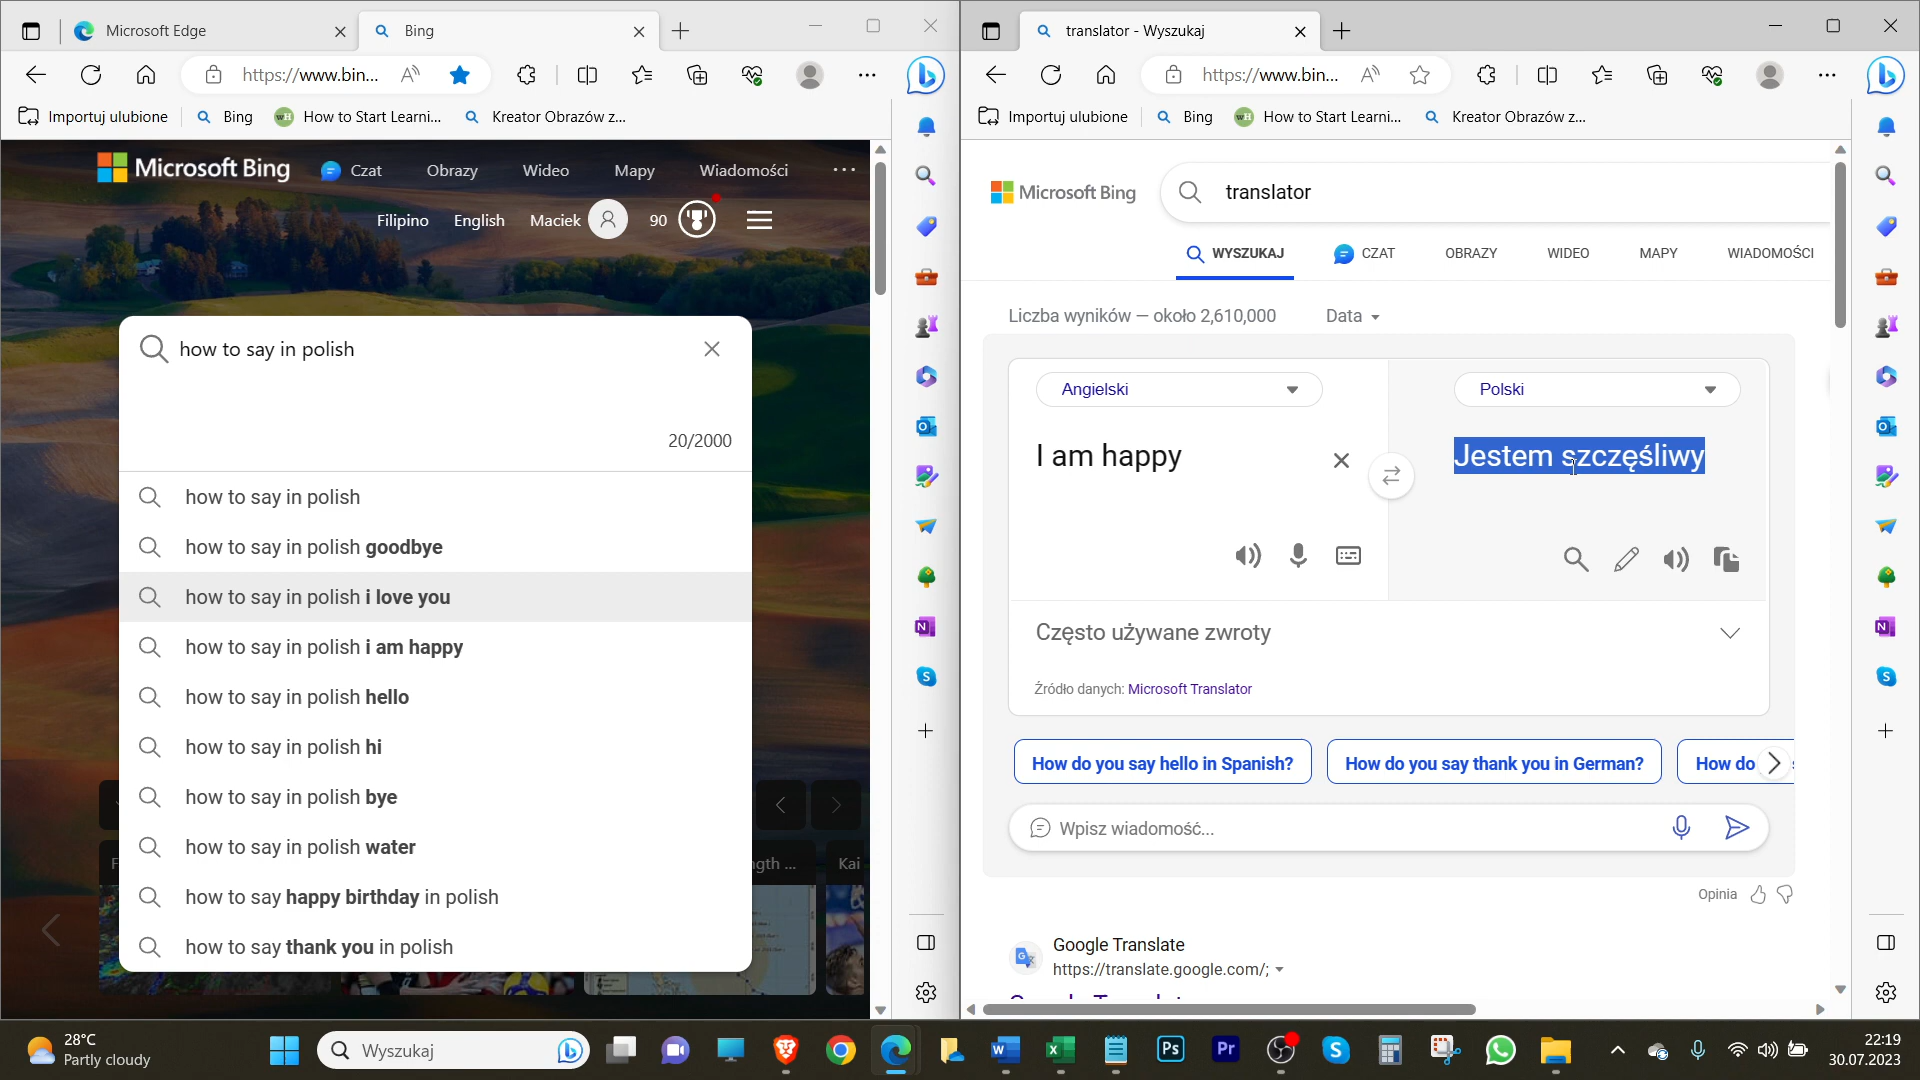 Microsoft Edge
Bing
https://www.bin...
Importuj ulubione
Bing
How to Start Learni...
Kreator Obrazów z...
Microsoft Bing
Czat
Obrazy
Wideo
Mapy
Wiadomości
Filipino
English
Maciek
90
how to say in polish
20/2000
how to say in polish
how to say in polish goodbye
how to say in polish i love you
how to say in polish i am happy
how to say in polish hello
how to say in polish hi
how to say in polish bye
how to say in polish water
how to say happy birthday in polish
how to say thank you in polish
Kai
translator - Wyszukaj
https://www.bin...
Importuj ulubione
Bing
How to Start Learni...
Kreator Obrazów z...
Microsoft Bing
translator
WYSZUKAJ
CZAT
OBRAZY
WIDEO
MAPY
WIADOMOŚCI
Liczba wyników — około 2,610,000
Data
Angielski
Polski
I am happy
Jestem szczęśliwy
Często używane zwroty
Źródło danych: Microsoft Translator
How do you say hello in Spanish?
How do you say thank you in German?
How do
Wpisz wiadomość...
Opinia
Google Translate
https://translate.google.com/;
28°C
Partly cloudy
Wyszukaj
22:19
30.07.2023